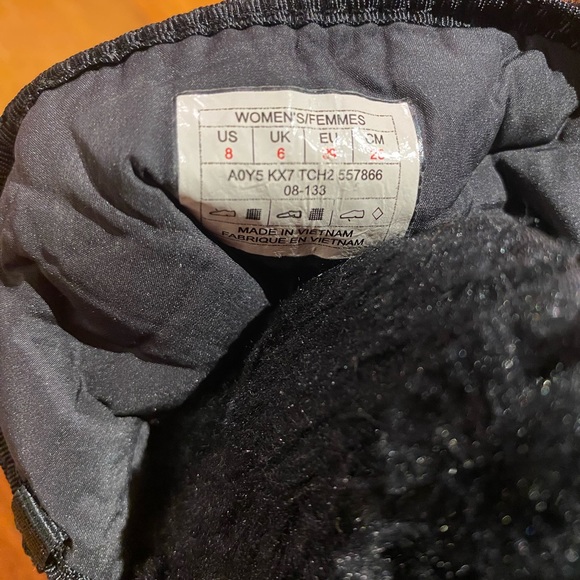 WOMEN'S/FEMMES
US UK EU CM
8 6
A0Y5 KX7 TCH2 557866
08-133
MADE IN VIETNAM
FABRIQUE EN VIETNAM